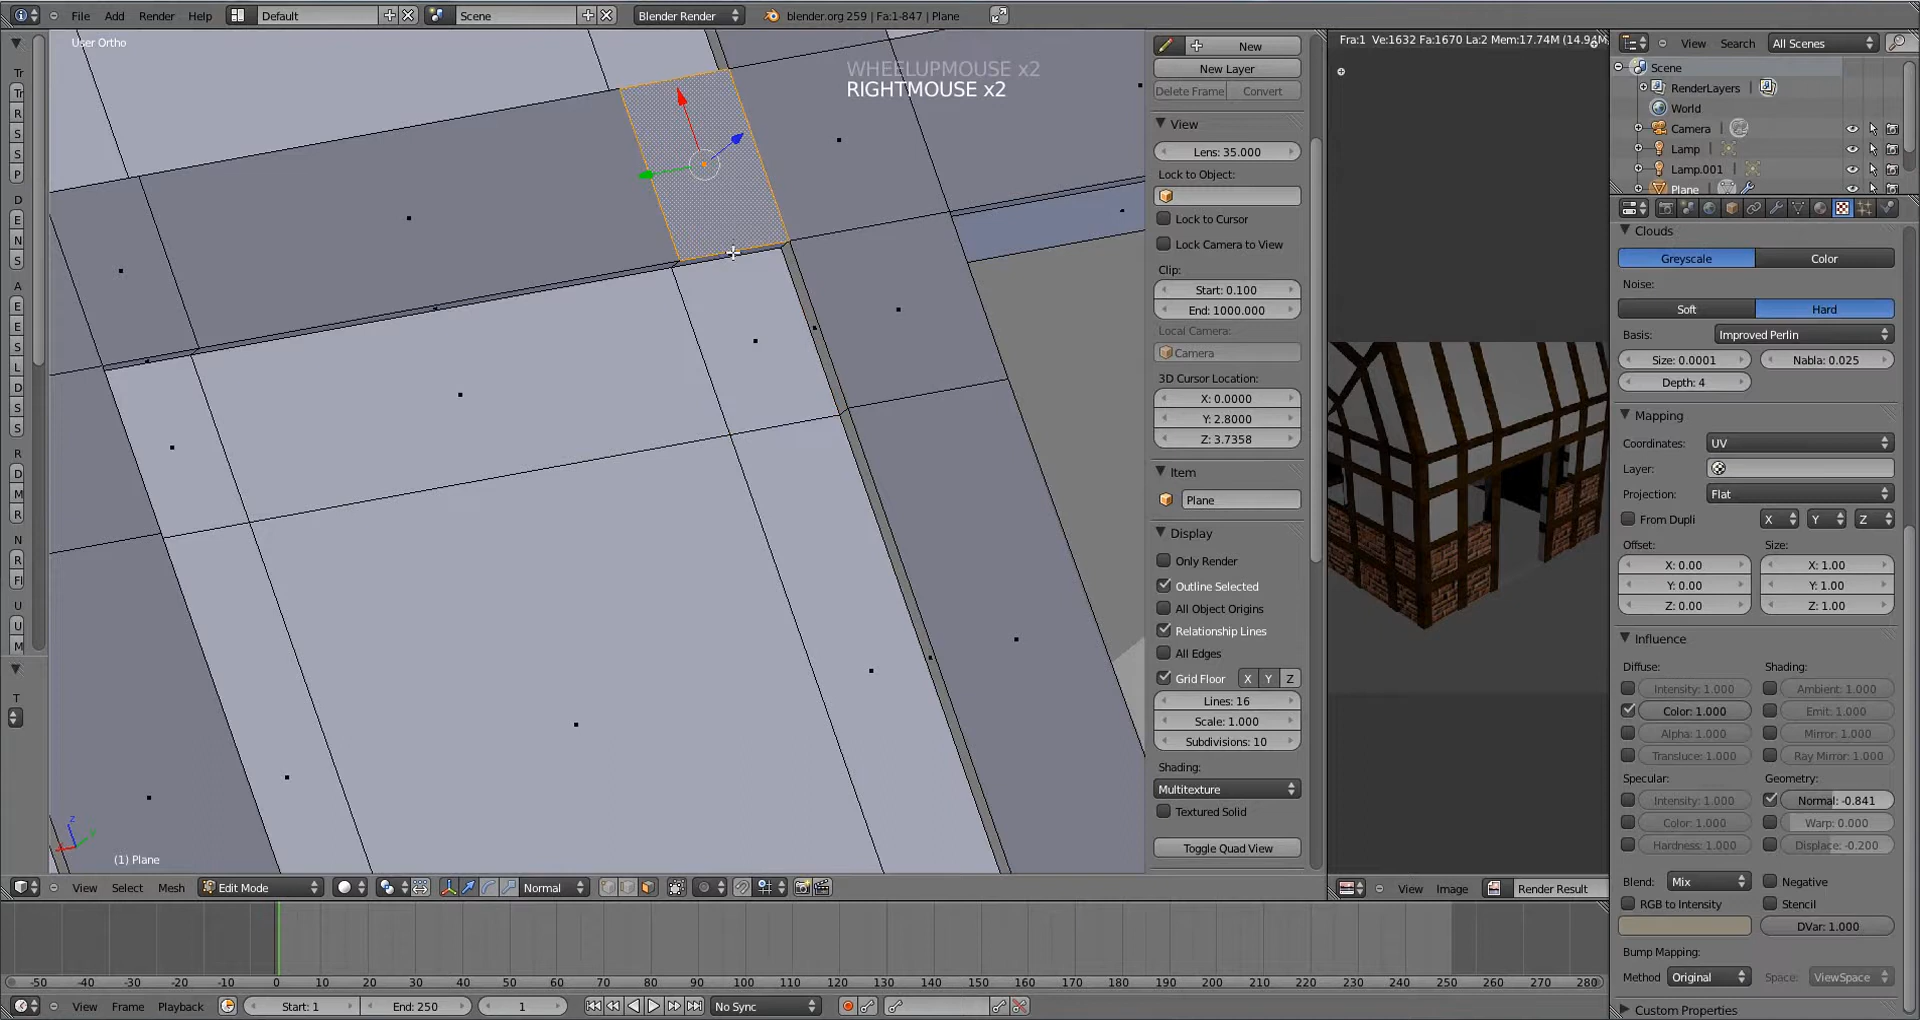 File Add Render Help Default Scene Blender Render blender.org 259 | Fa:1-847 | Plane
User Ortho
WHEELUPMOUSE x2
RIGHTMOUSE x2
(1) Plane
Tr
Tr
R
S
S
P
D
E
N
S
A
E
E
S
L
D
S
S
R
D
M
R
N
R
Fl
U
U
M
T
New
New Layer
Delete Frame Convert
View
Lens: 35.000
Lock to Object:
Lock to Cursor
Lock Camera to View
Clip:
Start: 0.100
End: 1000.000
Local Camera:
Camera
3D Cursor Location:
X: 0.0000
Y: 2.8000
Z: 3.7358
Item
Plane
Display
Only Render
Outline Selected
All Object Origins
Relationship Lines
All Edges
Grid Floor X Y Z
Lines: 16
Scale: 1.000
Subdivisions: 10
Shading:
Multitexture
Textured Solid
Toggle Quad View
Fra:1 Ve:1632 Fa:1670 La:2 Mem:17.74M (14.94M
View Image Render Result
View Search All Scenes
Scene
RenderLayers
World
Camera
Lamp
Lamp.001
Plane
Clouds
Greyscale Color
Noise:
Soft Hard
Basis: Improved Perlin
Size: 0.0001 Nabla: 0.025
Depth: 4
Mapping
Coordinates: UV
Layer:
Projection: Flat
From Dupli X Y Z
Offset: Size:
X: 0.00 X: 1.00
Y: 0.00 Y: 1.00
Z: 0.00 Z: 1.00
Influence
Diffuse: Shading:
Intensity: 1.000 Ambient: 1.000
Color: 1.000 Emit: 1.000
Alpha: 1.000 Mirror: 1.000
Transluce: 1.000 Ray Mirror: 1.000
Specular: Geometry:
Intensity: 1.000 Normal: -0.841
Color: 1.000 Warp: 0.000
Hardness: 1.000 Displace: -0.200
Blend: Mix Negative
RGB to Intensity Stencil
DVar: 1.000
Bump Mapping:
Method Original Space: ViewSpace
Custom Properties
View Select Mesh Edit Mode Normal
-50 -40 -30 -20 -10 0 10 20 30 40 50 60 70 80 90 100 110 120 130 140 150 160 170 180 190 200 210 220 230 240 250 260 270 280
View Frame Playback Start: 1 End: 250 1 No Sync